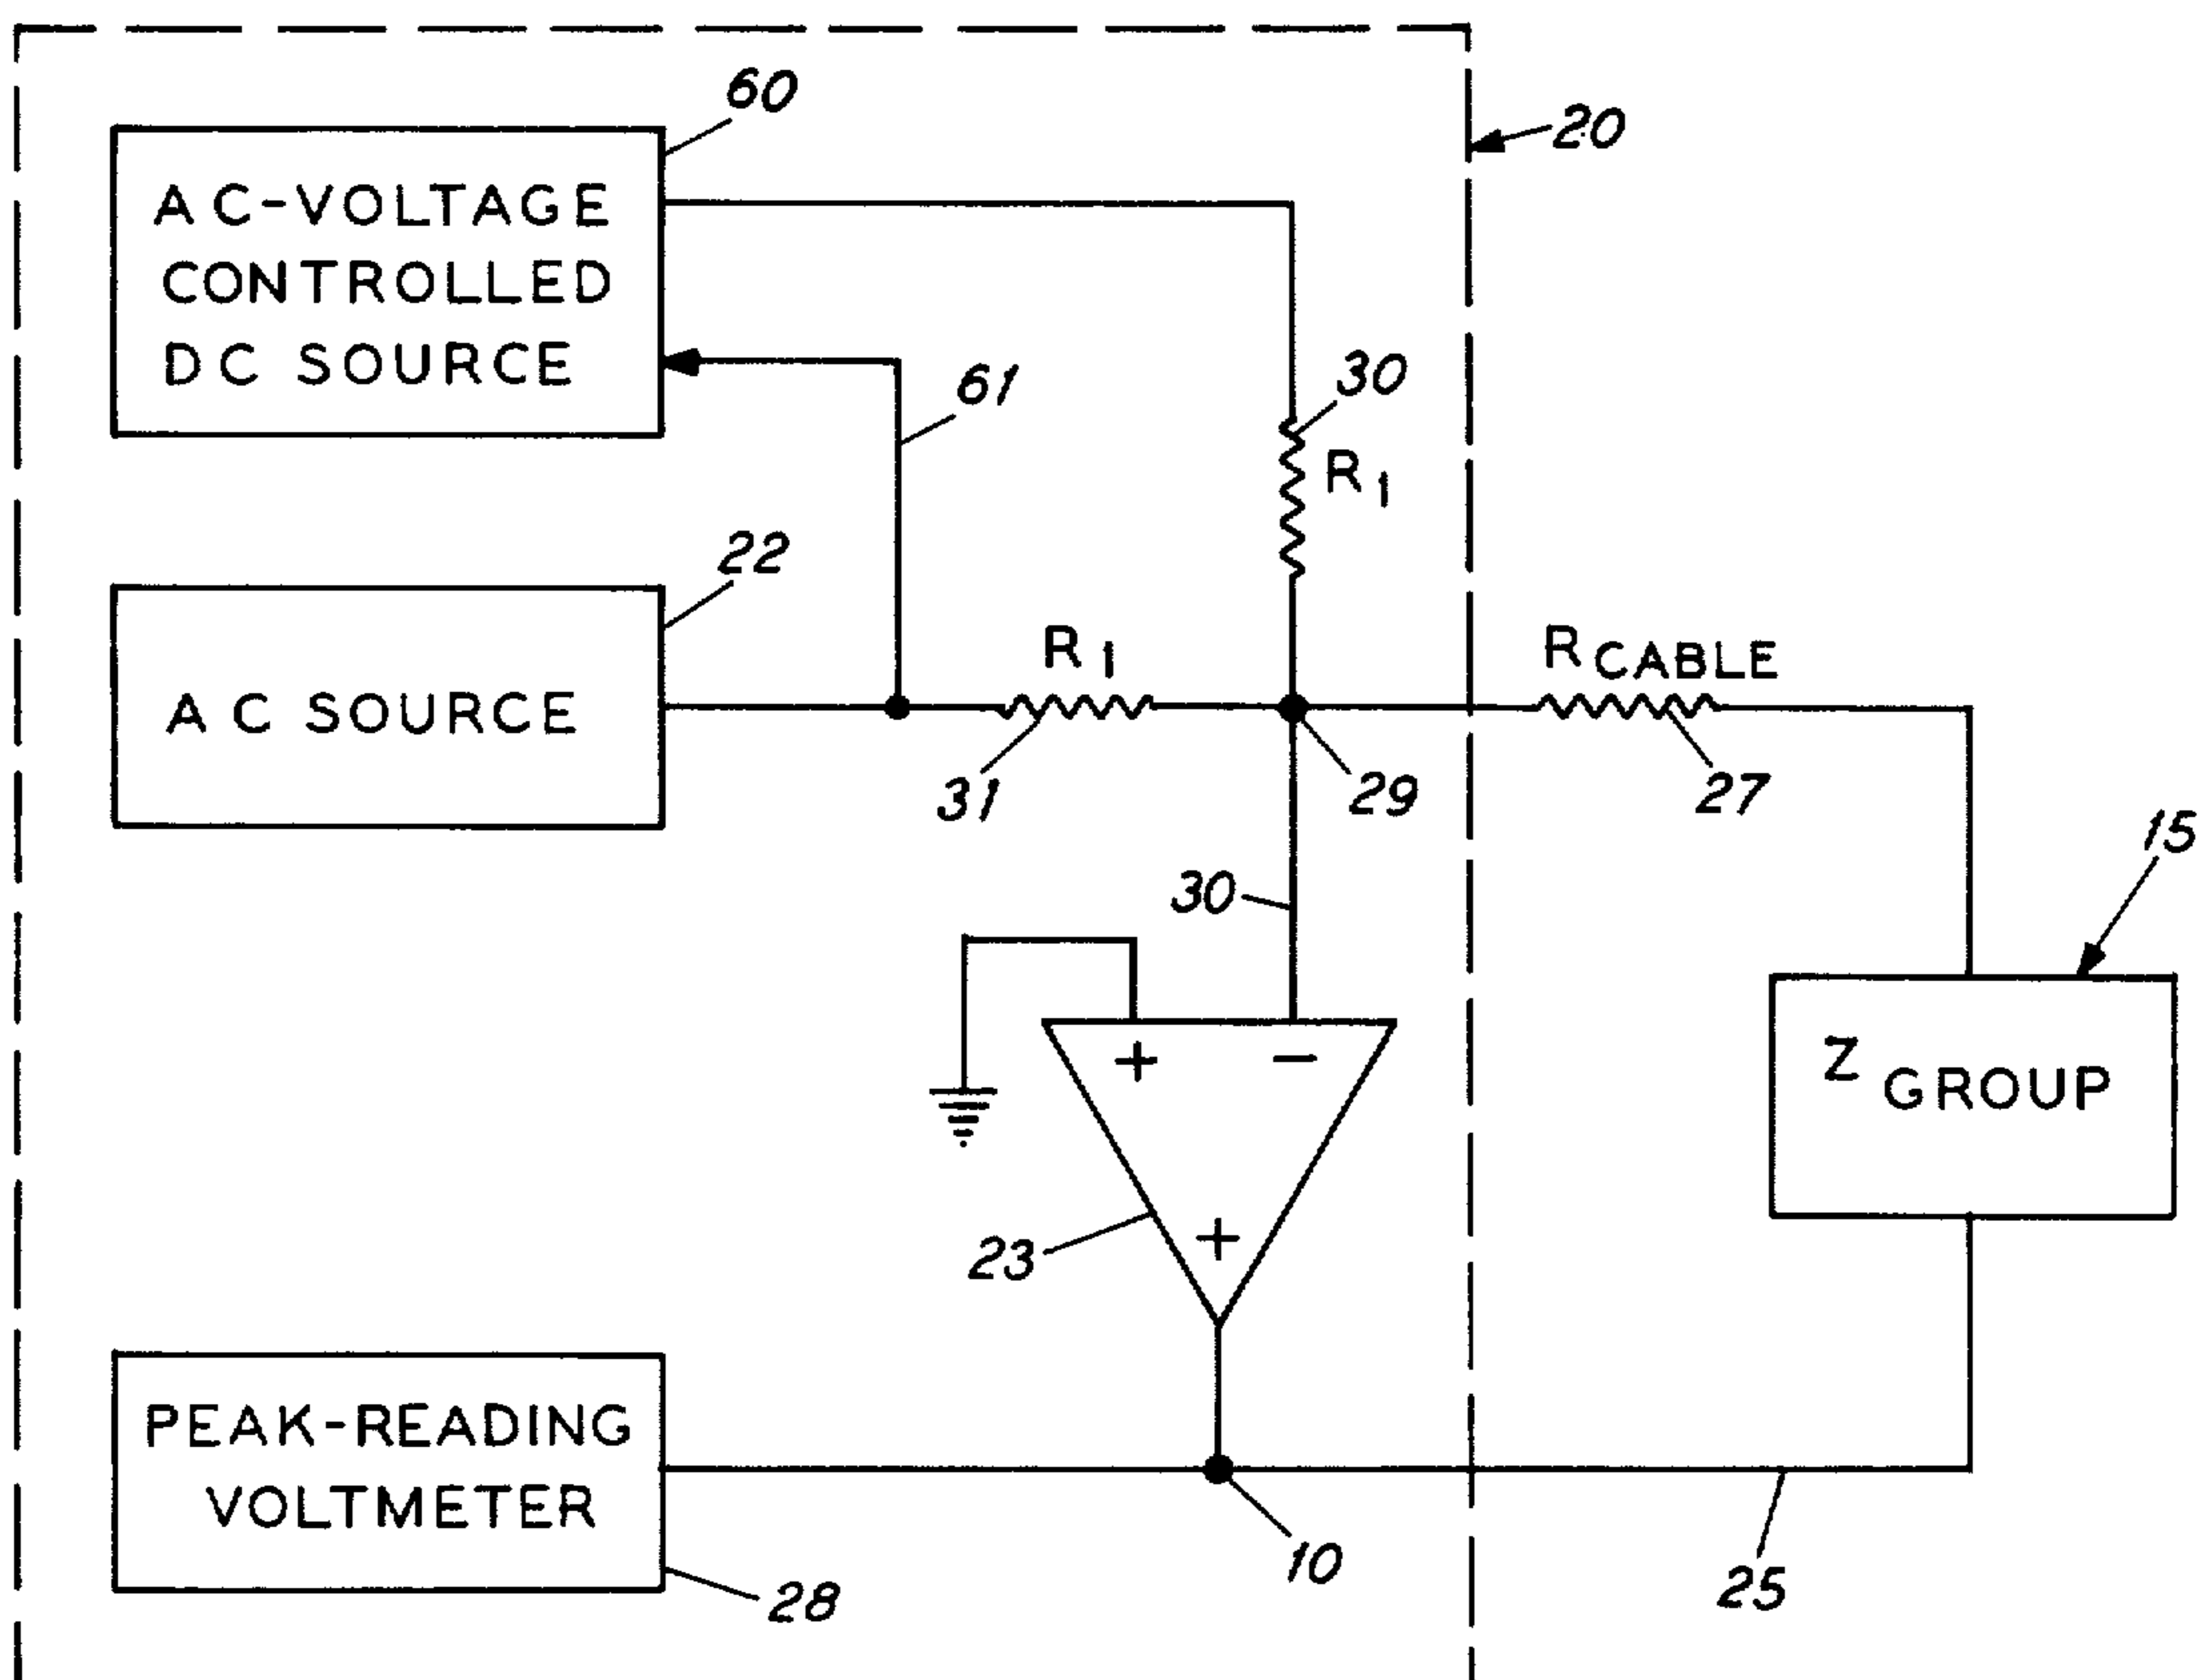 60
20
AC-VOLTAGE
CONTROLLED
DC SOURCE
61
30
R1
22
AC SOURCE
R1
31
29
RCABLE
27
15
30
+ -
ZGROUP
23
+
PEAK-READING
VOLTMETER
28
10
25